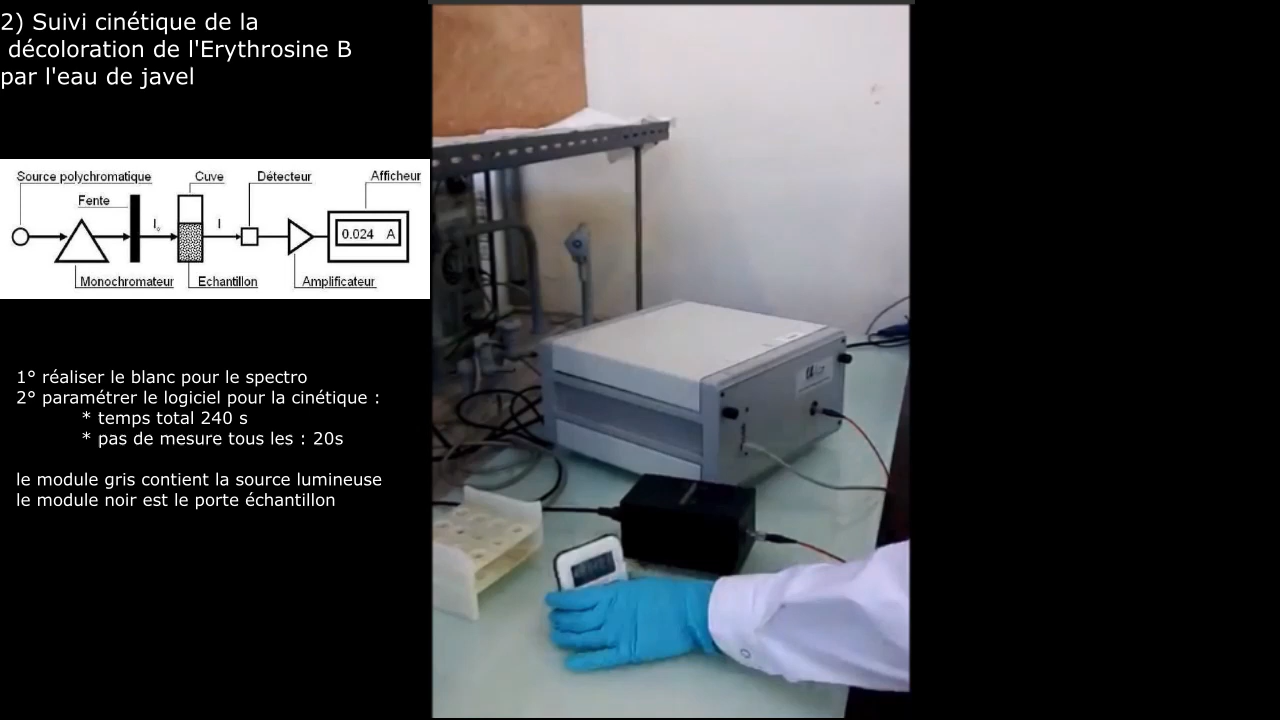 2) Suivi cinétique de la
décoloration de l'Erythrosine B
par l'eau de javel
Source polychromatique
Cuve
Détecteur
Afficheur
Fente
I₀
I
0.024 A
Monochromateur
Echantillon
Amplificateur
1° réaliser le blanc pour le spectro
2° paramétrer le logiciel pour la cinétique :
* temps total 240 s
* pas de mesure tous les : 20s
le module gris contient la source lumineuse
le module noir est le porte échantillon